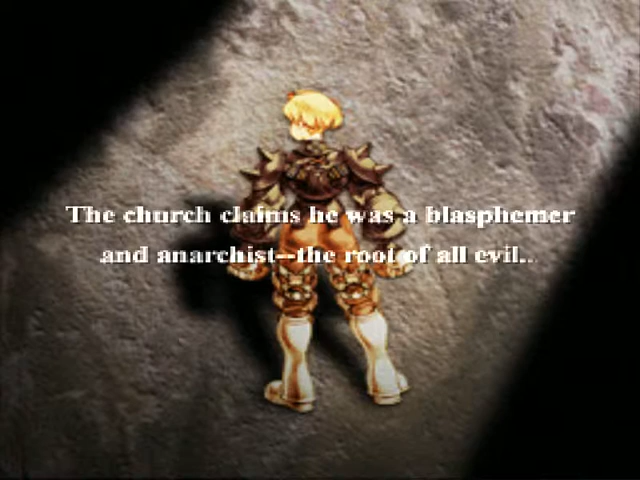 The church claims he was a blasphemer
and anarchist--the root of all evil...